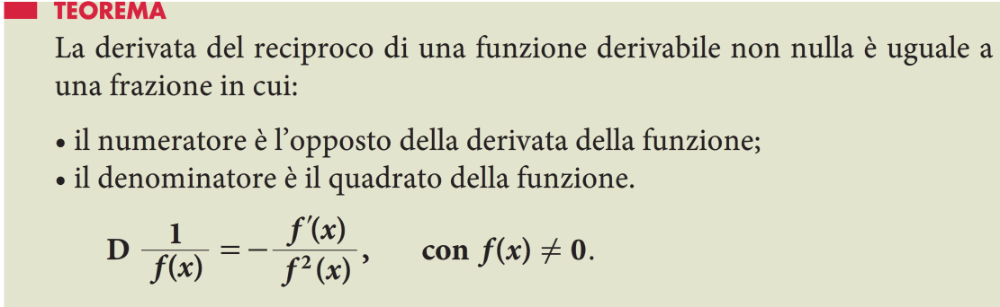 TEOREMA
La derivata del reciproco di una funzione derivabile non nulla è uguale a
una frazione in cui:
• il numeratore è l’opposto della derivata della funzione;
• il denominatore è il quadrato della funzione.
D 1/f(x) = − f′(x)/f²(x), con f(x) ≠ 0.